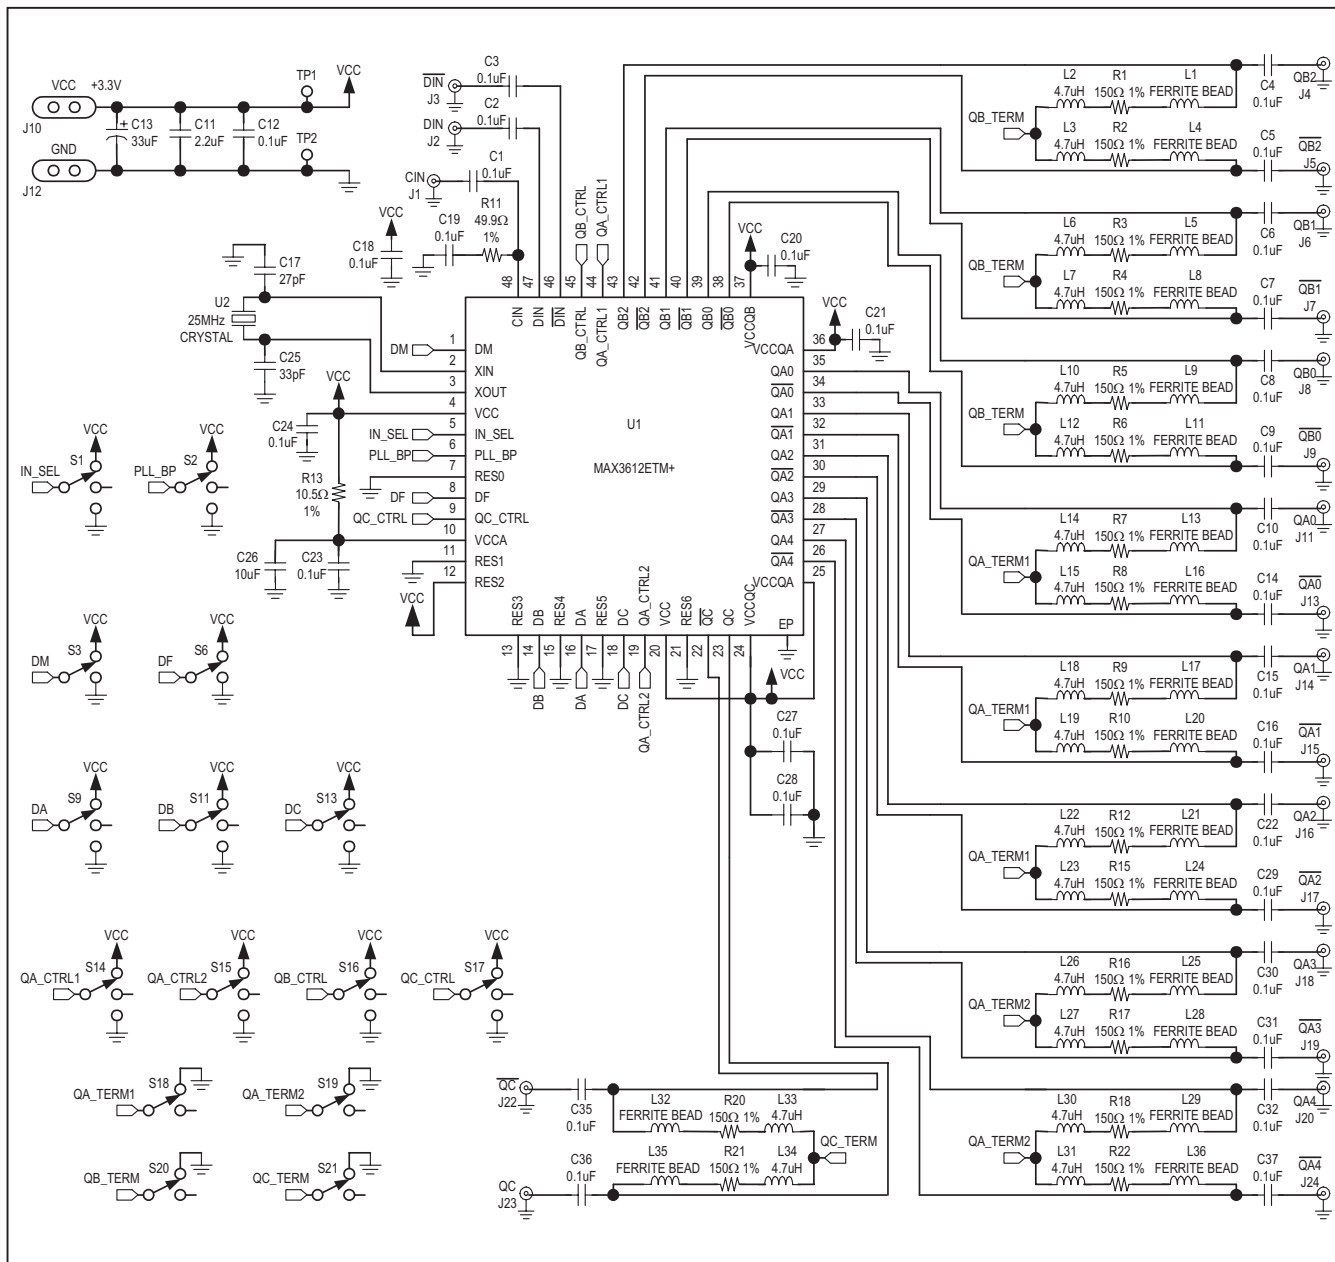 VCC +3.3V
J10
C13
33uF
C11
2.2uF
C12
0.1uF
TP1
VCC
GND
J12
TP2
DIN
J3
C3
0.1uF
DIN
J2
C2
0.1uF
CIN
J1
C1
0.1uF
R11
49.9Ω
1%
C19
0.1uF
VCC
C18
0.1uF
QB_CTRL
QA_CTRL1
C17
27pF
U2
25MHz
CRYSTAL
C25
33pF
VCC
C20
0.1uF
VCC
C21
0.1uF
48 47 46 45 44 43 42 41 40 39 38 37
CIN DIN DIN QB_CTRL QA_CTRL1 QB2 QB2 QB1 QB1 QB0 QB0 VCCQB
DM 1 DM
2 XIN
3 XOUT
4 VCC
IN_SEL 5 IN_SEL
PLL_BP 6 PLL_BP
7 RES0
DF 8 DF
QC_CTRL 9 QC_CTRL
10 VCCA
11 RES1
12 RES2
U1
MAX3612ETM+
VCCQA 36
QA0 35
QA0 34
QA1 33
QA1 32
QA2 31
QA2 30
QA3 29
QA3 28
QA4 27
QA4 26
VCCQA 25
EP
RES3 DB RES4 DA RES5 DC QA_CTRL2 VCC RES6 QC QC VCCQC
13 14 15 16 17 18 19 20 21 22 23 24
DB DA DC QA_CTRL2
VCC
VCC
C24
0.1uF
R13
10.5Ω
1%
C26
10uF
C23
0.1uF
VCC
C27
0.1uF
C28
0.1uF
VCC
IN_SEL S1
VCC
PLL_BP S2
VCC
DM S3
VCC
DF S6
VCC
DA S9
VCC
DB S11
VCC
DC S13
VCC
QA_CTRL1 S14
VCC
QA_CTRL2 S15
VCC
QB_CTRL S16
VCC
QC_CTRL S17
QA_TERM1 S18
QA_TERM2 S19
QB_TERM S20
QC_TERM S21
QC
J22
C35
0.1uF
L32 R20 L33
FERRITE BEAD 150Ω 1% 4.7uH
QC_TERM
L35 R21 L34
FERRITE BEAD 150Ω 1% 4.7uH
C36
0.1uF
QC
J23
L2 R1 L1
4.7uH 150Ω 1% FERRITE BEAD
C4
0.1uF
QB2
J4
QB_TERM
L3 R2 L4
4.7uH 150Ω 1% FERRITE BEAD
C5
0.1uF
QB2
J5
L6 R3 L5
4.7uH 150Ω 1% FERRITE BEAD
C6
0.1uF
QB1
J6
QB_TERM
L7 R4 L8
4.7uH 150Ω 1% FERRITE BEAD
C7
0.1uF
QB1
J7
L10 R5 L9
4.7uH 150Ω 1% FERRITE BEAD
C8
0.1uF
QB0
J8
QB_TERM
L12 R6 L11
4.7uH 150Ω 1% FERRITE BEAD
C9
0.1uF
QB0
J9
L14 R7 L13
4.7uH 150Ω 1% FERRITE BEAD
C10
0.1uF
QA0
J11
QA_TERM1
L15 R8 L16
4.7uH 150Ω 1% FERRITE BEAD
C14
0.1uF
QA0
J13
L18 R9 L17
4.7uH 150Ω 1% FERRITE BEAD
C15
0.1uF
QA1
J14
QA_TERM1
L19 R10 L20
4.7uH 150Ω 1% FERRITE BEAD
C16
0.1uF
QA1
J15
L22 R12 L21
4.7uH 150Ω 1% FERRITE BEAD
C22
0.1uF
QA2
J16
QA_TERM1
L23 R15 L24
4.7uH 150Ω 1% FERRITE BEAD
C29
0.1uF
QA2
J17
L26 R16 L25
4.7uH 150Ω 1% FERRITE BEAD
C30
0.1uF
QA3
J18
QA_TERM2
L27 R17 L28
4.7uH 150Ω 1% FERRITE BEAD
C31
0.1uF
QA3
J19
L30 R18 L29
4.7uH 150Ω 1% FERRITE BEAD
C32
0.1uF
QA4
J20
QA_TERM2
L31 R22 L36
4.7uH 150Ω 1% FERRITE BEAD
C37
0.1uF
QA4
J24